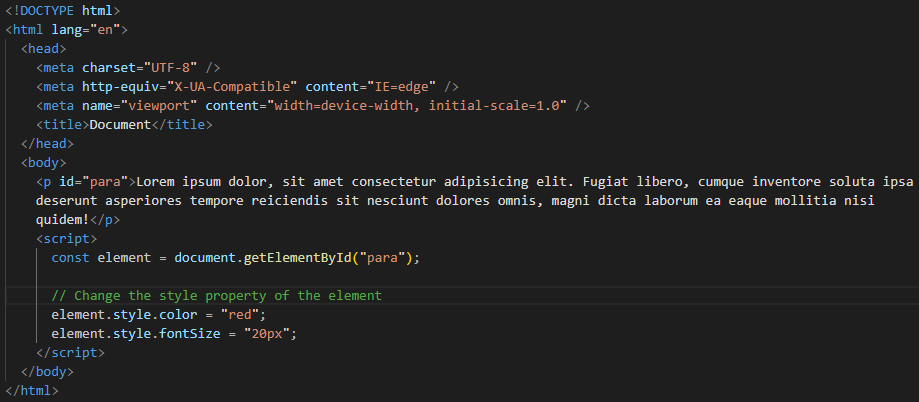 <!DOCTYPE html>
<html lang="en">
  <head>
    <meta charset="UTF-8" />
    <meta http-equiv="X-UA-Compatible" content="IE=edge" />
    <meta name="viewport" content="width=device-width, initial-scale=1.0" />
    <title>Document</title>
  </head>
  <body>
    <p id="para">Lorem ipsum dolor, sit amet consectetur adipisicing elit. Fugiat libero, cumque inventore soluta ipsa
    deserunt asperiores tempore reiciendis sit nesciunt dolores omnis, magni dicta laborum ea eaque mollitia nisi
    quidem!</p>
    <script>
      const element = document.getElementById("para");

      // Change the style property of the element
      element.style.color = "red";
      element.style.fontSize = "20px";
    </script>
  </body>
</html>